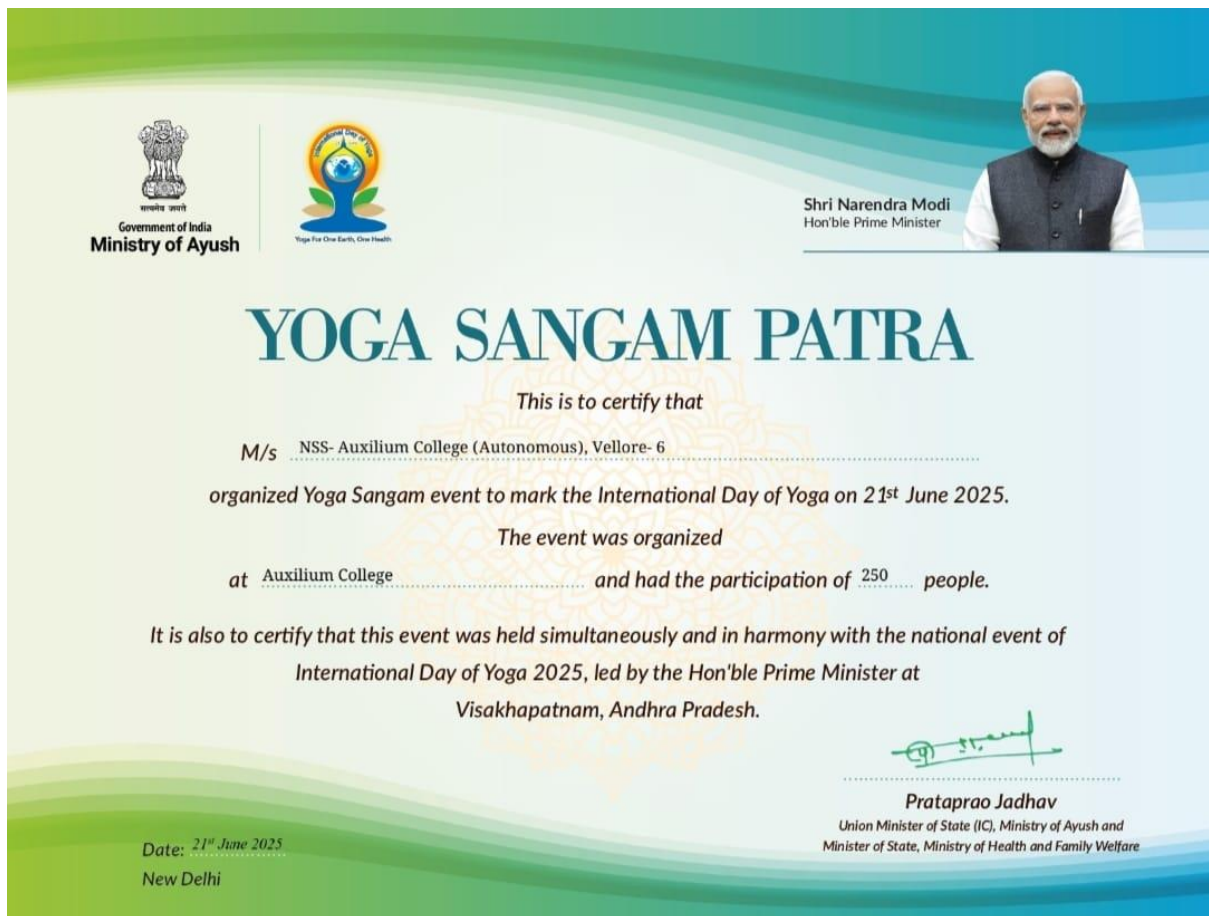 सत्यमेव जयते
Government of India
Ministry of Ayush
International Day of Yoga
Yoga For One Earth, One Health
Shri Narendra Modi
Hon'ble Prime Minister
YOGA SANGAM PATRA
This is to certify that
M/s NSS- Auxilium College (Autonomous), Vellore- 6
organized Yoga Sangam event to mark the International Day of Yoga on 21st June 2025.
The event was organized
at Auxilium College and had the participation of 250 people.
It is also to certify that this event was held simultaneously and in harmony with the national event of
International Day of Yoga 2025, led by the Hon'ble Prime Minister at
Visakhapatnam, Andhra Pradesh.
Prataprao Jadhav
Union Minister of State (IC), Ministry of Ayush and
Minister of State, Ministry of Health and Family Welfare
Date: 21st June 2025
New Delhi